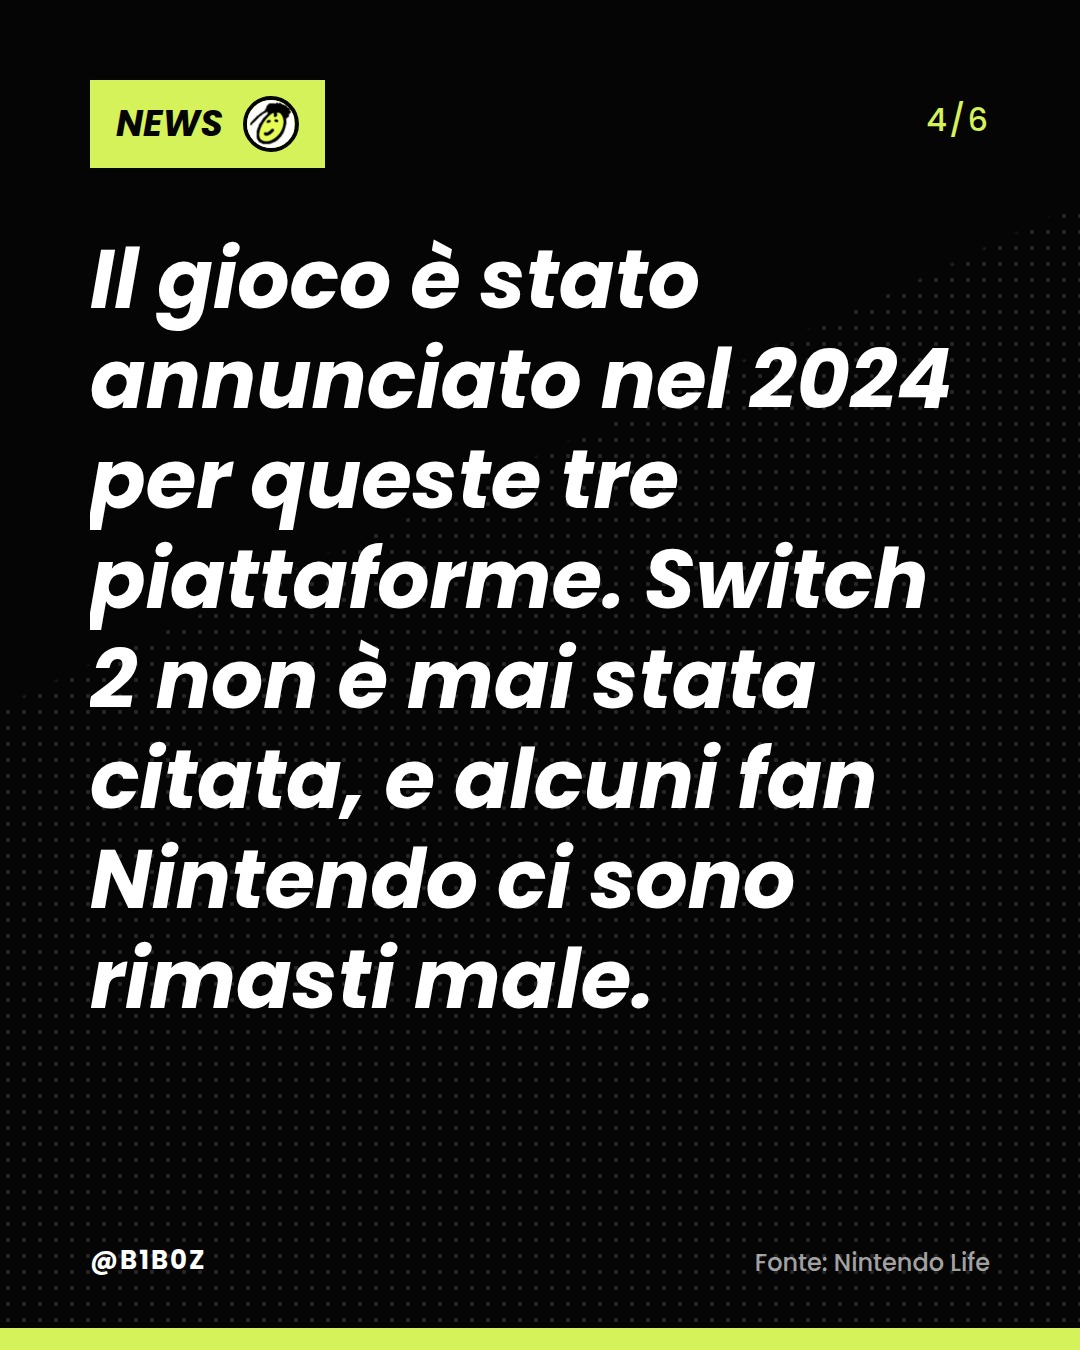 NEWS
4/6
Il gioco è stato
annunciato nel 2024
per queste tre
piattaforme. Switch
2 non è mai stata
citata, e alcuni fan
Nintendo ci sono
rimasti male.
@B1B0Z
Fonte: Nintendo Life